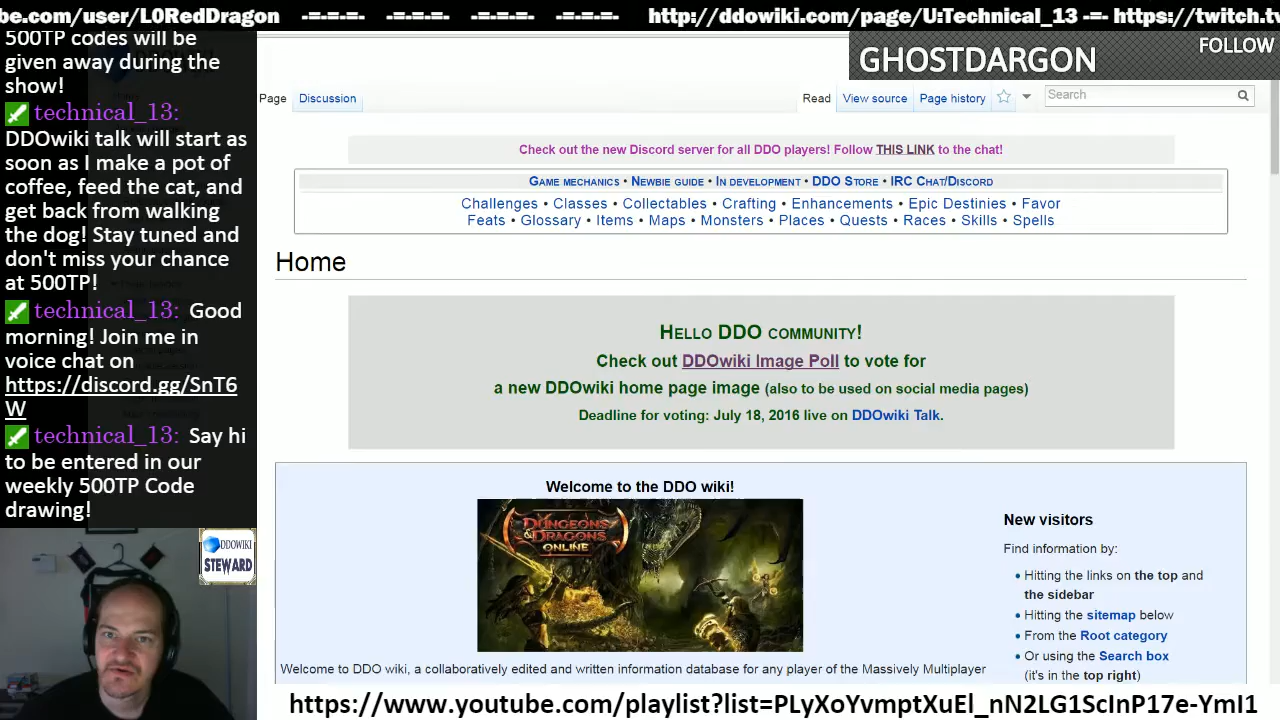 be.com/user/L0RedDragon -=-=-=- -=-=-=- -=-=-=- -=-=-=- http://ddowiki.com/page/U:Technical_13 -=- https://twitch.tv
500TP codes will be
given away during the
show!
technical_13:
DDOwiki talk will start as
soon as I make a pot of
coffee, feed the cat, and
get back from walking
the dog! Stay tuned and
don't miss your chance
at 500TP!
technical_13: Good
morning! Join me in
voice chat on
https://discord.gg/SnT6
W
technical_13: Say hi
to be entered in our
weekly 500TP Code
drawing!
DDOWIKI
STEWARD
GHOSTDARGON
FOLLOW
Page Discussion
Read View source Page history Search
Check out the new Discord server for all DDO players! Follow THIS LINK to the chat!
Game mechanics • Newbie guide • In development • DDO Store • IRC Chat/Discord
Challenges • Classes • Collectables • Crafting • Enhancements • Epic Destinies • Favor
Feats • Glossary • Items • Maps • Monsters • Places • Quests • Races • Skills • Spells
Home
Hello DDO community!
Check out DDOwiki Image Poll to vote for
a new DDOwiki home page image (also to be used on social media pages)
Deadline for voting: July 18, 2016 live on DDOwiki Talk.
Welcome to the DDO wiki!
DUNGEONS
& DRAGONS
ONLINE
Welcome to DDO wiki, a collaboratively edited and written information database for any player of the Massively Multiplayer
New visitors
Find information by:
• Hitting the links on the top and
the sidebar
• Hitting the sitemap below
• From the Root category
• Or using the Search box
(it's in the top right)
https://www.youtube.com/playlist?list=PLyXoYvmptXuEl_nN2LG1ScInP17e-YmI1